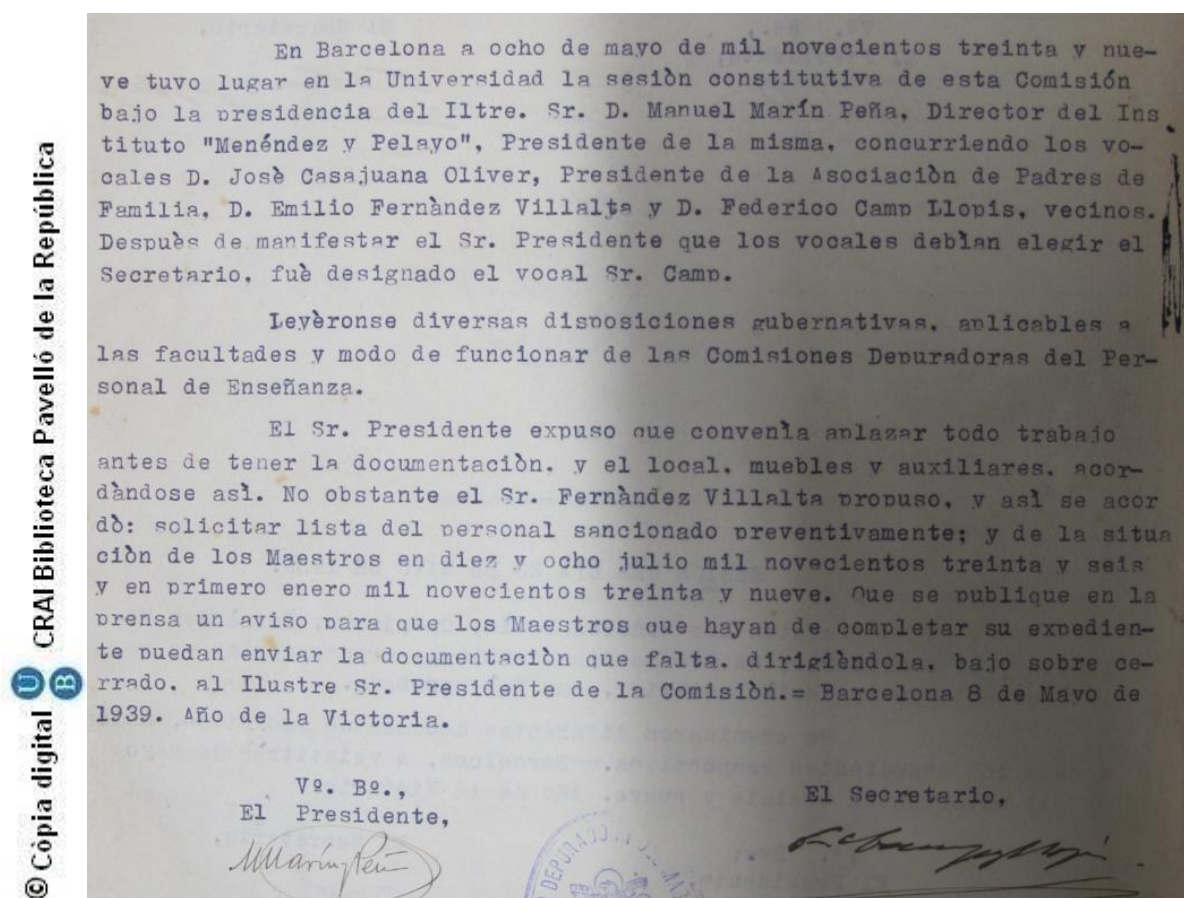 En Barcelona a ocho de mayo de mil novecientos treinta y nue-
ve tuvo lugar en la Universidad la sesiòn constitutiva de esta Comisión
bajo la presidencia del Iltre. Sr. D. Manuel Marín Peña, Director del Ins
tituto "Menéndez y Pelayo", Presidente de la misma, concurriendo los vo-
cales D. Josè Casajuana Oliver, Presidente de la Asociaciòn de Padres de
Familia, D. Emilio Fernàndez Villalta y D. Federico Camp Llopis, vecinos.
Despuès de manifestar el Sr. Presidente que los vocales debìan elegir el
Secretario, fuè designado el vocal Sr. Camp.
Leyèronse diversas disposiciones gubernativas, aplicables a
las facultades y modo de funcionar de las Comisiones Depuradoras del Per-
sonal de Enseñanza.
El Sr. Presidente expuso que convenìa aplazar todo trabajo
antes de tener la documentaciòn. y el local, muebles y auxiliares, acor-
dàndose asì. No obstante el Sr. Fernàndez Villalta propuso, y asì se acor
dò: solicitar lista del personal sancionado preventivamente; y de la situa
ciòn de los Maestros en diez y ocho julio mil novecientos treinta y seis
y en primero enero mil novecientos treinta y nueve. Que se publique en la
prensa un aviso para que los Maestros que hayan de completar su expedien-
te puedan enviar la documentaciòn que falta, dirigièndola, bajo sobre ce-
rrado, al Ilustre Sr. Presidente de la Comisiòn.= Barcelona 8 de Mayo de
1939. Año de la Victoria.
Vº. Bº.,
El Presidente,
El Secretario,
MMarínPeña
DEPURADORA DEL
© Còpia digital UB CRAI Biblioteca Pavelló de la República